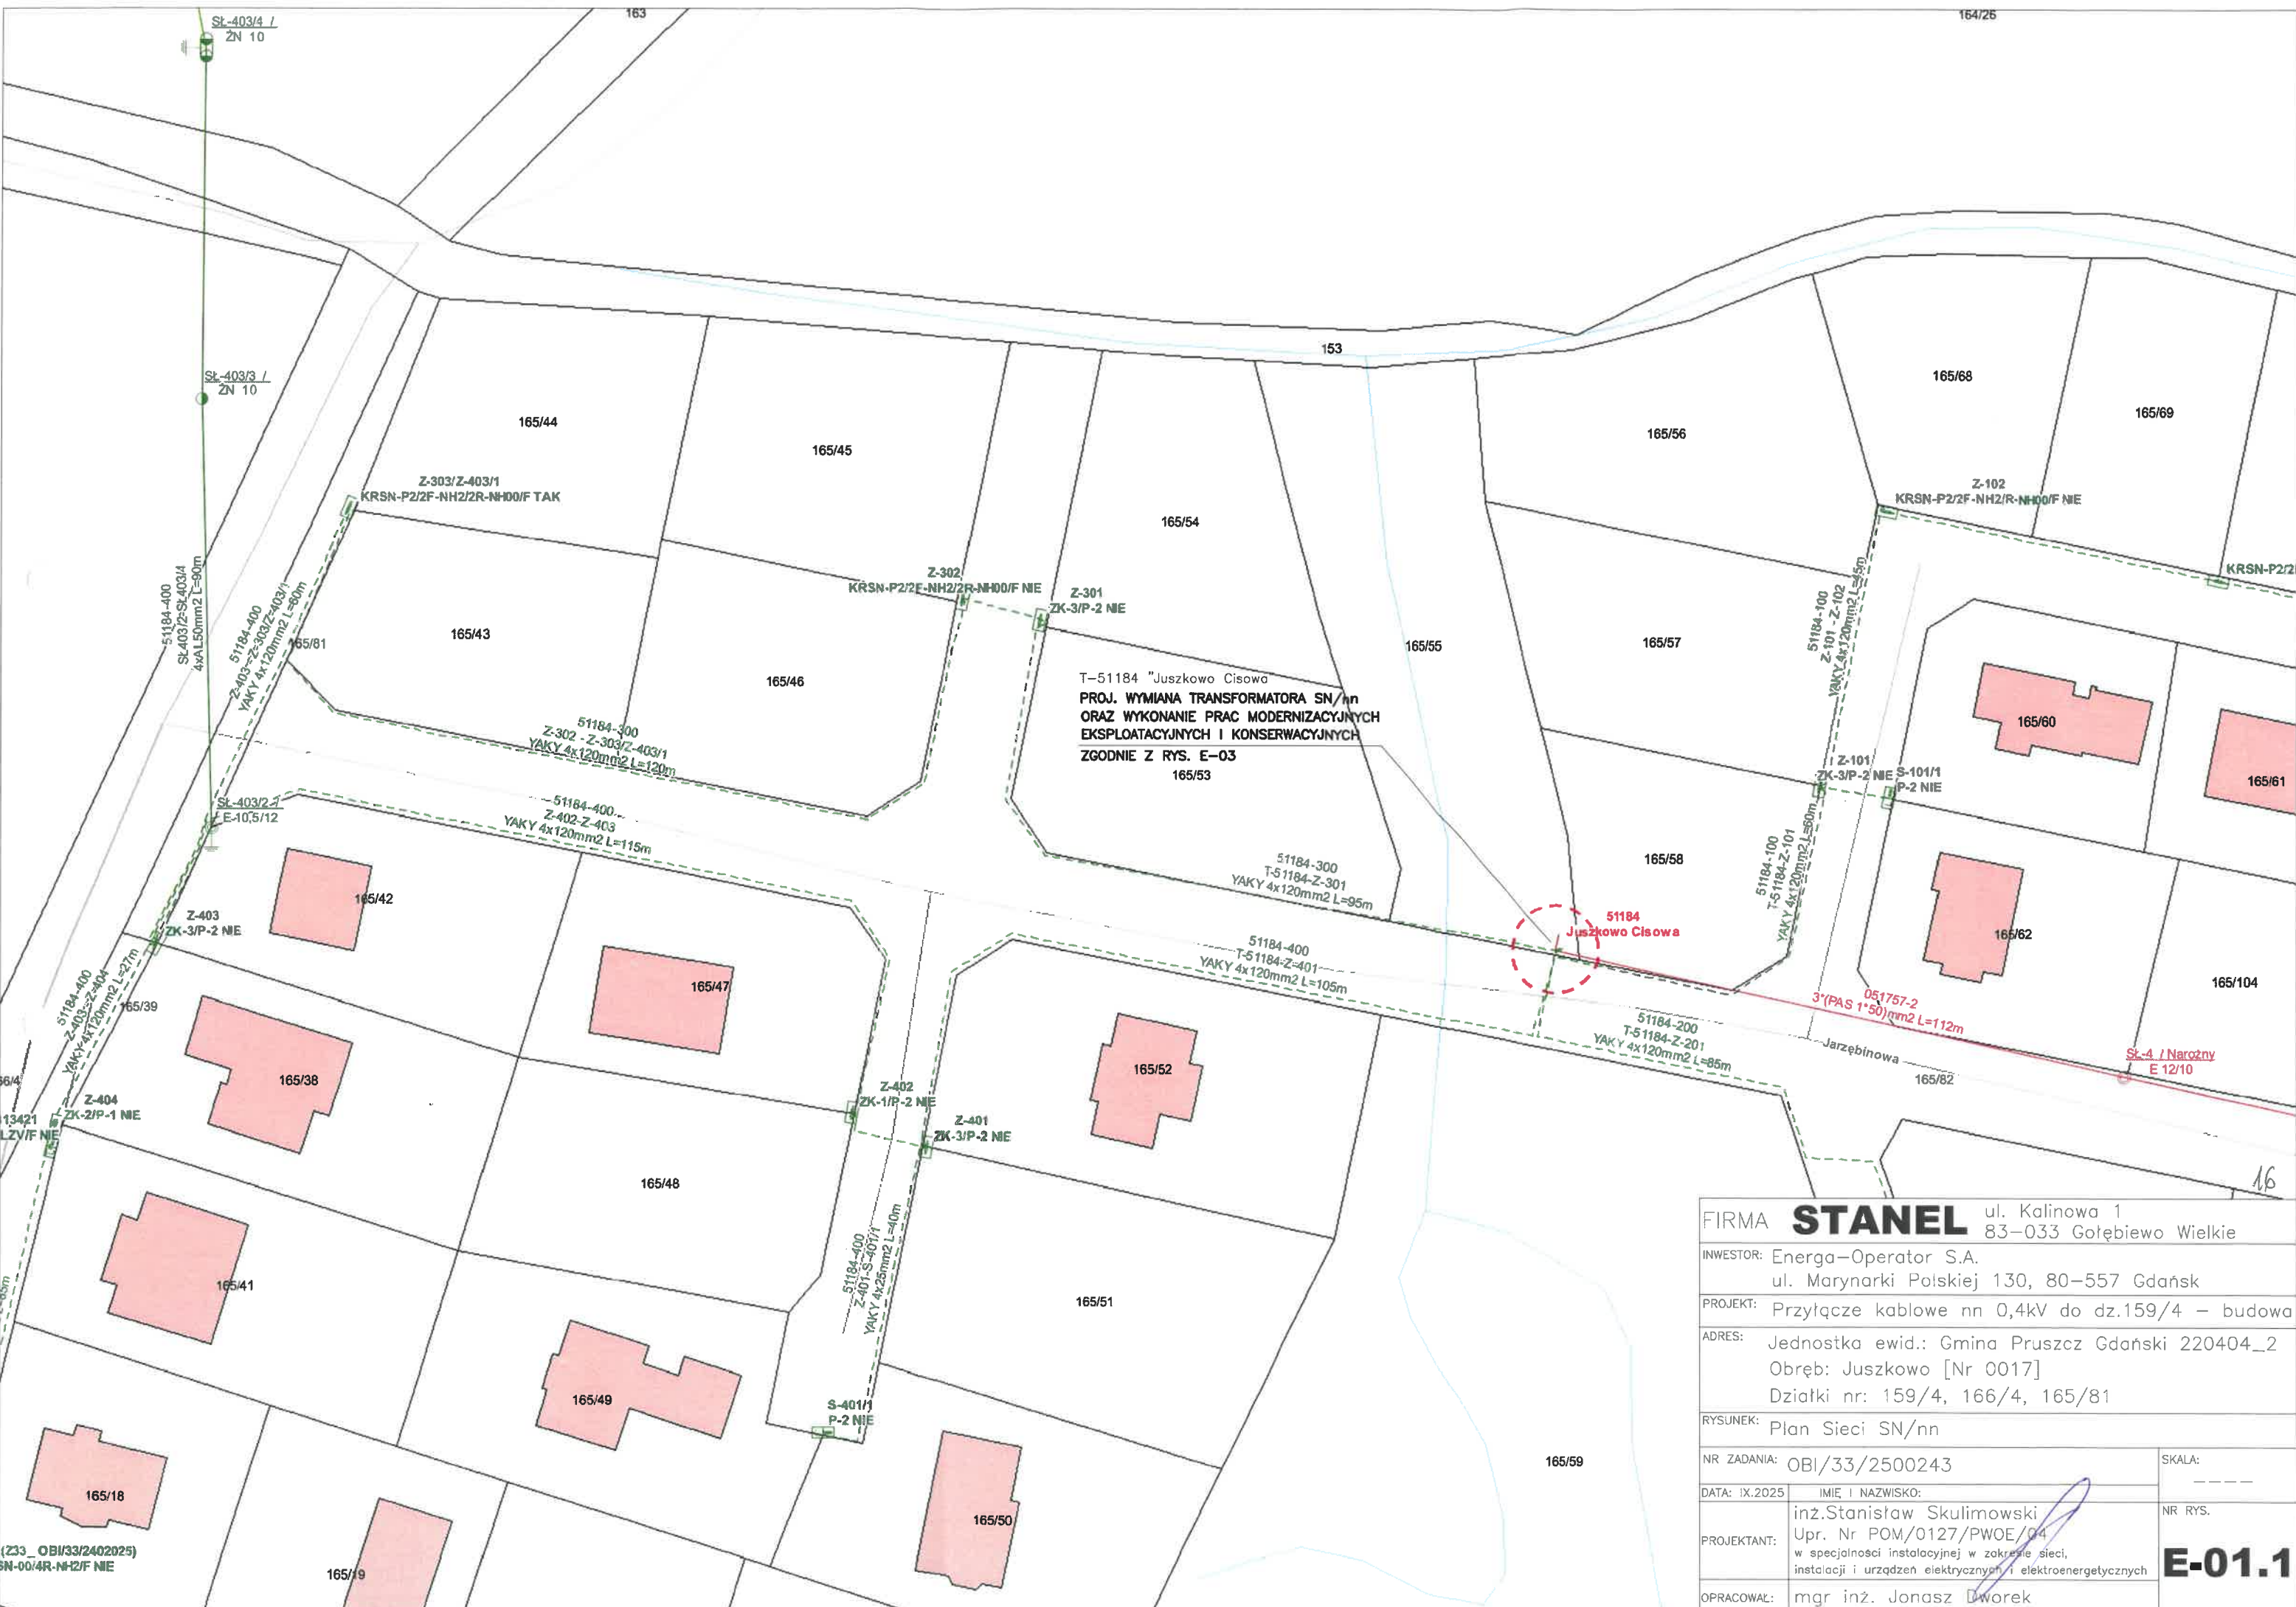 163
164/26
SŁ-403/4 /
ŻN 10
153
SŁ-403/3 /
ŻN 10
165/68
165/69
165/44
165/45
165/56
Z-303/Z-403/1
KRSN-P2/2F-NH2/2R-NH00/F TAK
Z-102
KRSN-P2/2F-NH2/R-NH00/F NIE
165/54
Z-302
KRSN-P2/2F-NH2/2R-NH00/F NIE
Z-301
ZK-3/P-2 NIE
KRSN-P2/2
51184-400
SŁ403/2-SŁ403/4
4xAL50mm2 L=90m
51184-400
Z-403-Z-303/Z-403/1
YAKY 4x120mm2 L=60m
165/81
165/43
165/46
165/55
165/57
51184-100
Z-101 - Z-102
YAKY 4x120mm2 L=45m
T-51184 "Juszkowo Cisowa
PROJ. WYMIANA TRANSFORMATORA SN/nn
ORAZ WYKONANIE PRAC MODERNIZACYJNYCH
EKSPLOATACYJNYCH I KONSERWACYJNYCH
ZGODNIE Z RYS. E-03
165/53
51184-300
Z-302 - Z-303/Z-403/1
YAKY 4x120mm2 L=120m
165/60
165/61
Z-101
ZK-3/P-2 NIE
S-101/1
P-2 NIE
SŁ-403/2 /
E-10,5/12
51184-400
Z-402-Z-403
YAKY 4x120mm2 L=115m
51184-300
T-51184-Z-301
YAKY 4x120mm2 L=95m
165/58
51184-100
T-51184-Z-101
YAKY 4x120mm2 L=60m
165/42
Z-403
ZK-3/P-2 NIE
51184
Juszkowo Cisowa
165/62
51184-400
T-51184-Z-401
YAKY 4x120mm2 L=105m
165/47
165/104
51184-400
Z-403-Z-404
YAKY 4x120mm2 L=27m
165/39
051757-2
3*(PAS 1*50)mm2 L=112m
51184-200
T-51184-Z-201
YAKY 4x120mm2 L=85m
Jarzębinowa
SŁ-4 / Narożny
E 12/10
165/82
66/4
165/38
165/52
Z-404
ZK-2/P-1 NIE
13421
LZV/F NIE
Z-402
ZK-1/P-2 NIE
Z-401
ZK-3/P-2 NIE
165/48
16
51184-400
Z-401-S-401/1
YAKY 4x25mm2 L=40m
165/41
165/51
165/49
S-401/1
P-2 NIE
165/59
165/18
165/50
(Z33_ OBI/33/2402025)
SN-00/4R-NH2/F NIE
165/19
FIRMA STANEL ul. Kalinowa 1
83-033 Gołębiewo Wielkie
INWESTOR: Energa-Operator S.A.
ul. Marynarki Polskiej 130, 80-557 Gdańsk
PROJEKT: Przyłącze kablowe nn 0,4kV do dz.159/4 - budowa
ADRES: Jednostka ewid.: Gmina Pruszcz Gdański 220404_2
Obręb: Juszkowo [Nr 0017]
Działki nr: 159/4, 166/4, 165/81
RYSUNEK: Plan Sieci SN/nn
NR ZADANIA: OBI/33/2500243
SKALA:
----
DATA: IX.2025 IMIĘ I NAZWISKO:
NR RYS.
PROJEKTANT: inż.Stanisław Skulimowski
Upr. Nr POM/0127/PWOE/04
w specjalności instalacyjnej w zakresie sieci,
instalacji i urządzeń elektrycznych i elektroenergetycznych
E-01.1
OPRACOWAŁ: mgr inż. Jonasz Dworek